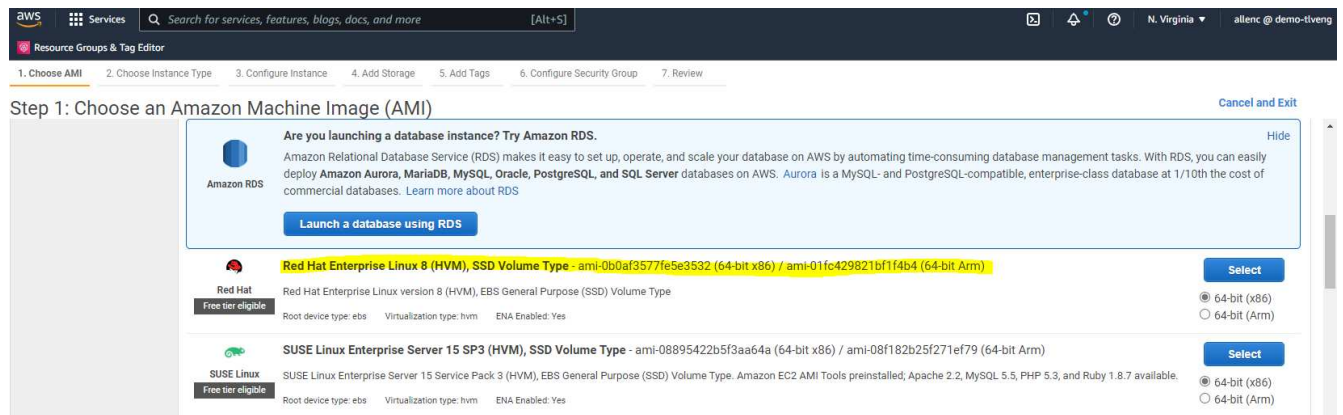 aws Services Search for services, features, blogs, docs, and more [Alt+S] N. Virginia ▼ allenc @ demo-tlveng
Resource Groups & Tag Editor
1. Choose AMI 2. Choose Instance Type 3. Configure Instance 4. Add Storage 5. Add Tags 6. Configure Security Group 7. Review
Step 1: Choose an Amazon Machine Image (AMI) Cancel and Exit
Are you launching a database instance? Try Amazon RDS. Hide
Amazon Relational Database Service (RDS) makes it easy to set up, operate, and scale your database on AWS by automating time-consuming database management tasks. With RDS, you can easily
deploy Amazon Aurora, MariaDB, MySQL, Oracle, PostgreSQL, and SQL Server databases on AWS. Aurora is a MySQL- and PostgreSQL-compatible, enterprise-class database at 1/10th the cost of
commercial databases. Learn more about RDS
Amazon RDS
Launch a database using RDS
Red Hat Enterprise Linux 8 (HVM), SSD Volume Type - ami-0b0af3577fe5e3532 (64-bit x86) / ami-01fc429821bf1f4b4 (64-bit Arm)
Select
Red Hat
Red Hat Enterprise Linux version 8 (HVM), EBS General Purpose (SSD) Volume Type
64-bit (x86)
Free tier eligible
Root device type: ebs Virtualization type: hvm ENA Enabled: Yes
64-bit (Arm)
SUSE Linux Enterprise Server 15 SP3 (HVM), SSD Volume Type - ami-08895422b5f3aa64a (64-bit x86) / ami-08f182b25f271ef79 (64-bit Arm)
Select
SUSE Linux
SUSE Linux Enterprise Server 15 Service Pack 3 (HVM), EBS General Purpose (SSD) Volume Type. Amazon EC2 AMI Tools preinstalled; Apache 2.2, MySQL 5.5, PHP 5.3, and Ruby 1.8.7 available.
64-bit (x86)
Free tier eligible
Root device type: ebs Virtualization type: hvm ENA Enabled: Yes
64-bit (Arm)